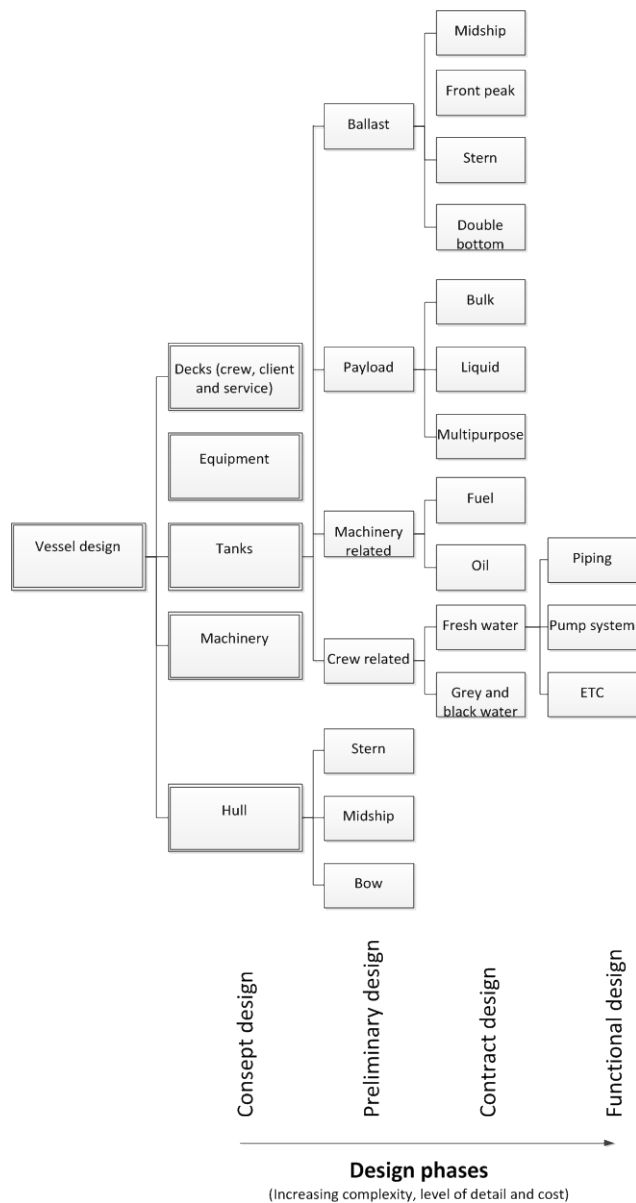 Midship
Front peak
Ballast
Stern
Double
bottom
Bulk
Decks (crew, client
and service)
Payload
Liquid
Multipurpose
Equipment
Fuel
Vessel design
Tanks
Machinery
related
Oil
Piping
Machinery
Crew related
Fresh water
Pump system
Grey and
black water
ETC
Stern
Hull
Midship
Bow
Consept design
Preliminary design
Contract design
Functional design
Design phases
(Increasing complexity, level of detail and cost)